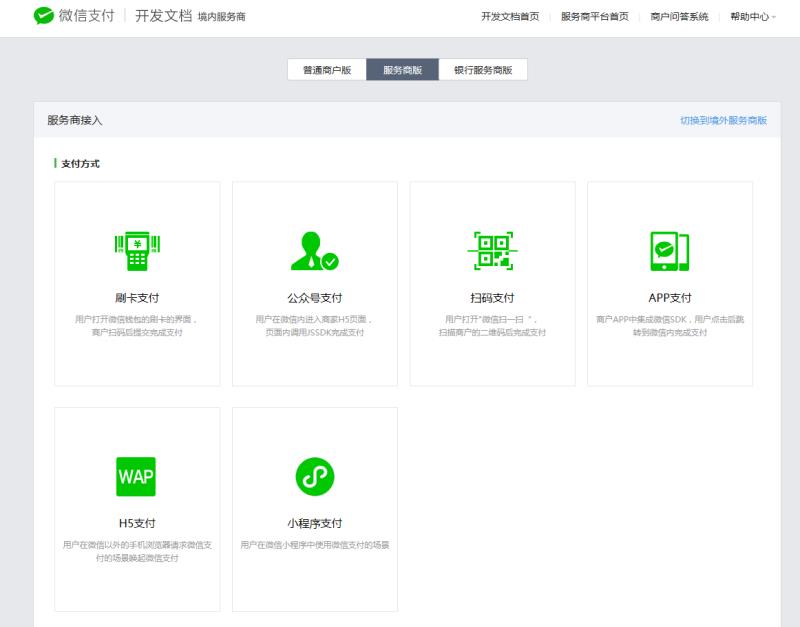 微信支付 开发文档 境内服务商 开发文档首页 服务商平台首页 商户问答系统 帮助中心
普通商户版 服务商版 银行服务商版
服务商接入 切换到境外服务商版
支付方式
刷卡支付
用户打开微信钱包的刷卡的界面，
商户扫码后提交完成支付
公众号支付
用户在微信内进入商家H5页面，
页面内调用JSSDK完成支付
扫码支付
用户打开"微信扫一扫 "，
扫描商户的二维码后完成支付
APP支付
商户APP中集成微信SDK，用户点击后跳
转到微信内完成支付
WAP
H5支付
用户在微信以外的手机浏览器请求微信支
付的场景唤起微信支付
小程序支付
用户在微信小程序中使用微信支付的场景